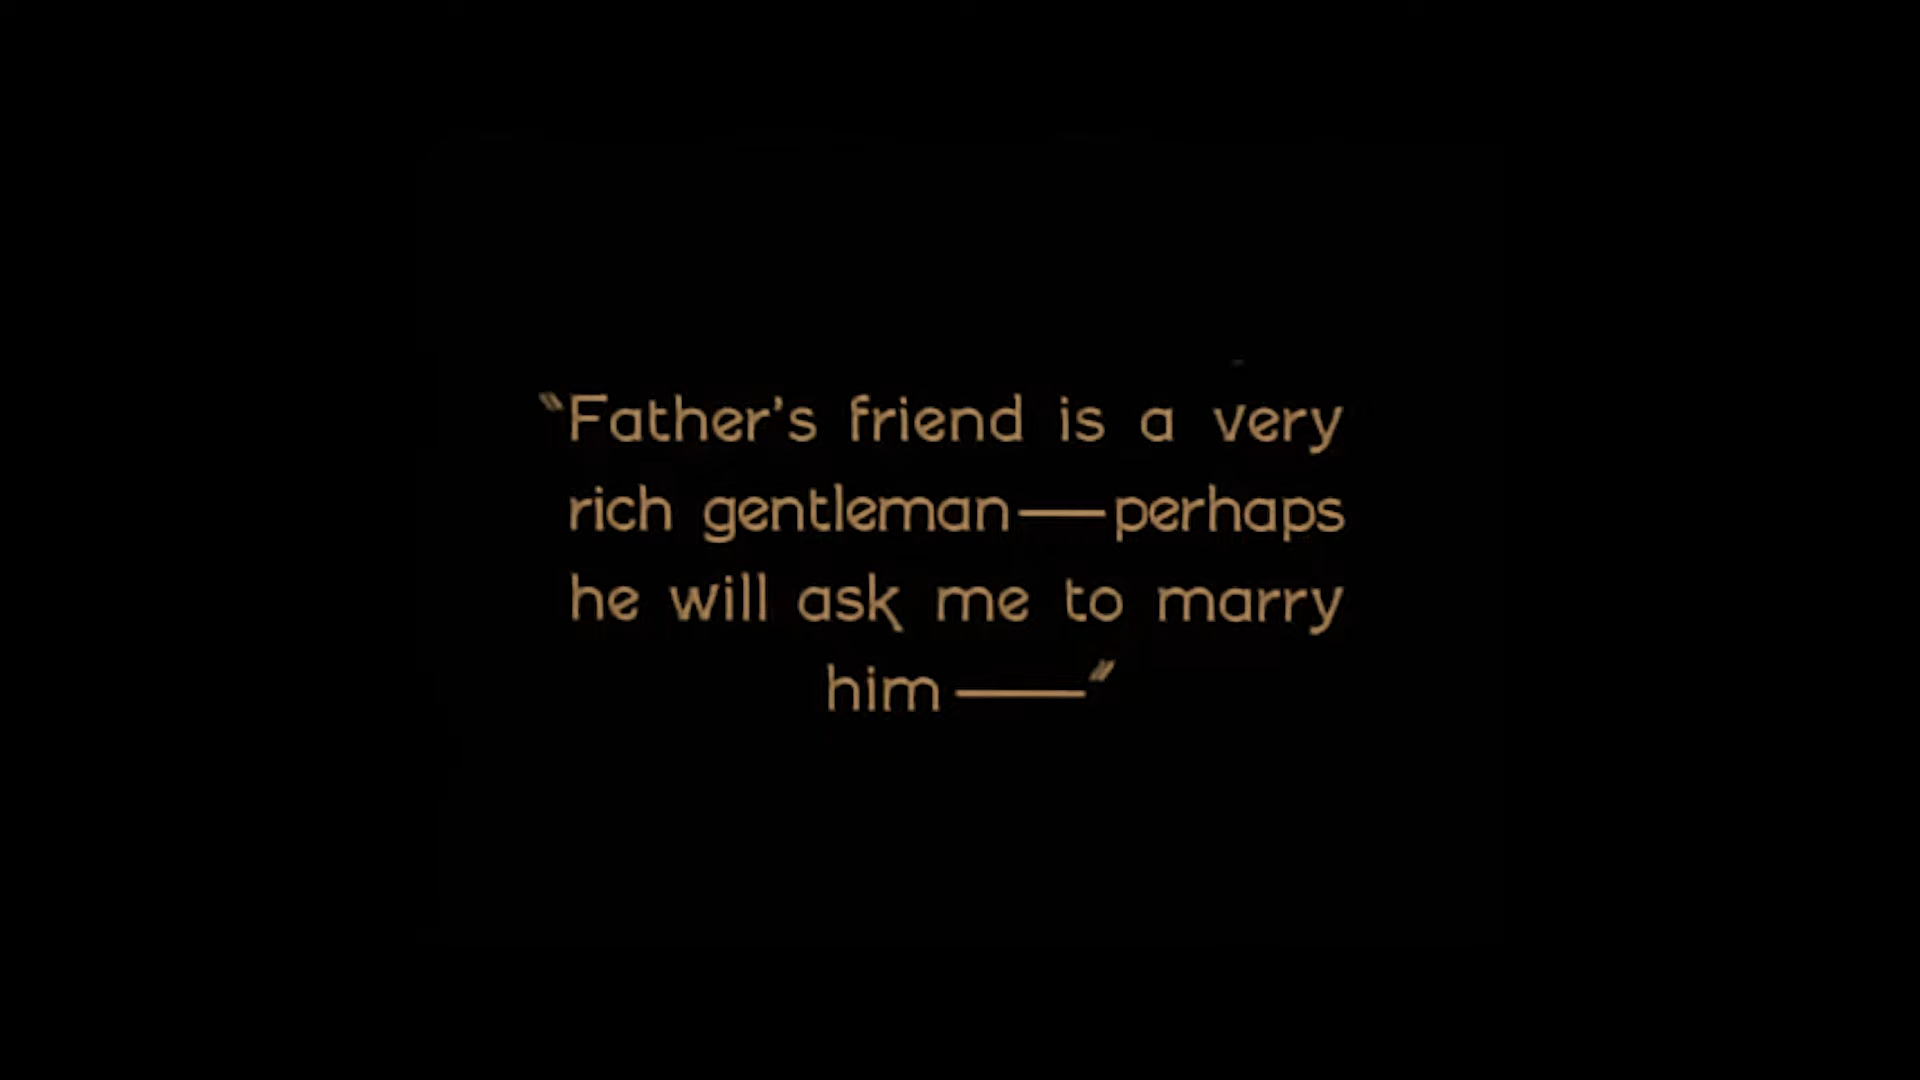 "Father's friend is a very
rich gentleman—perhaps
he will ask me to marry
him—"